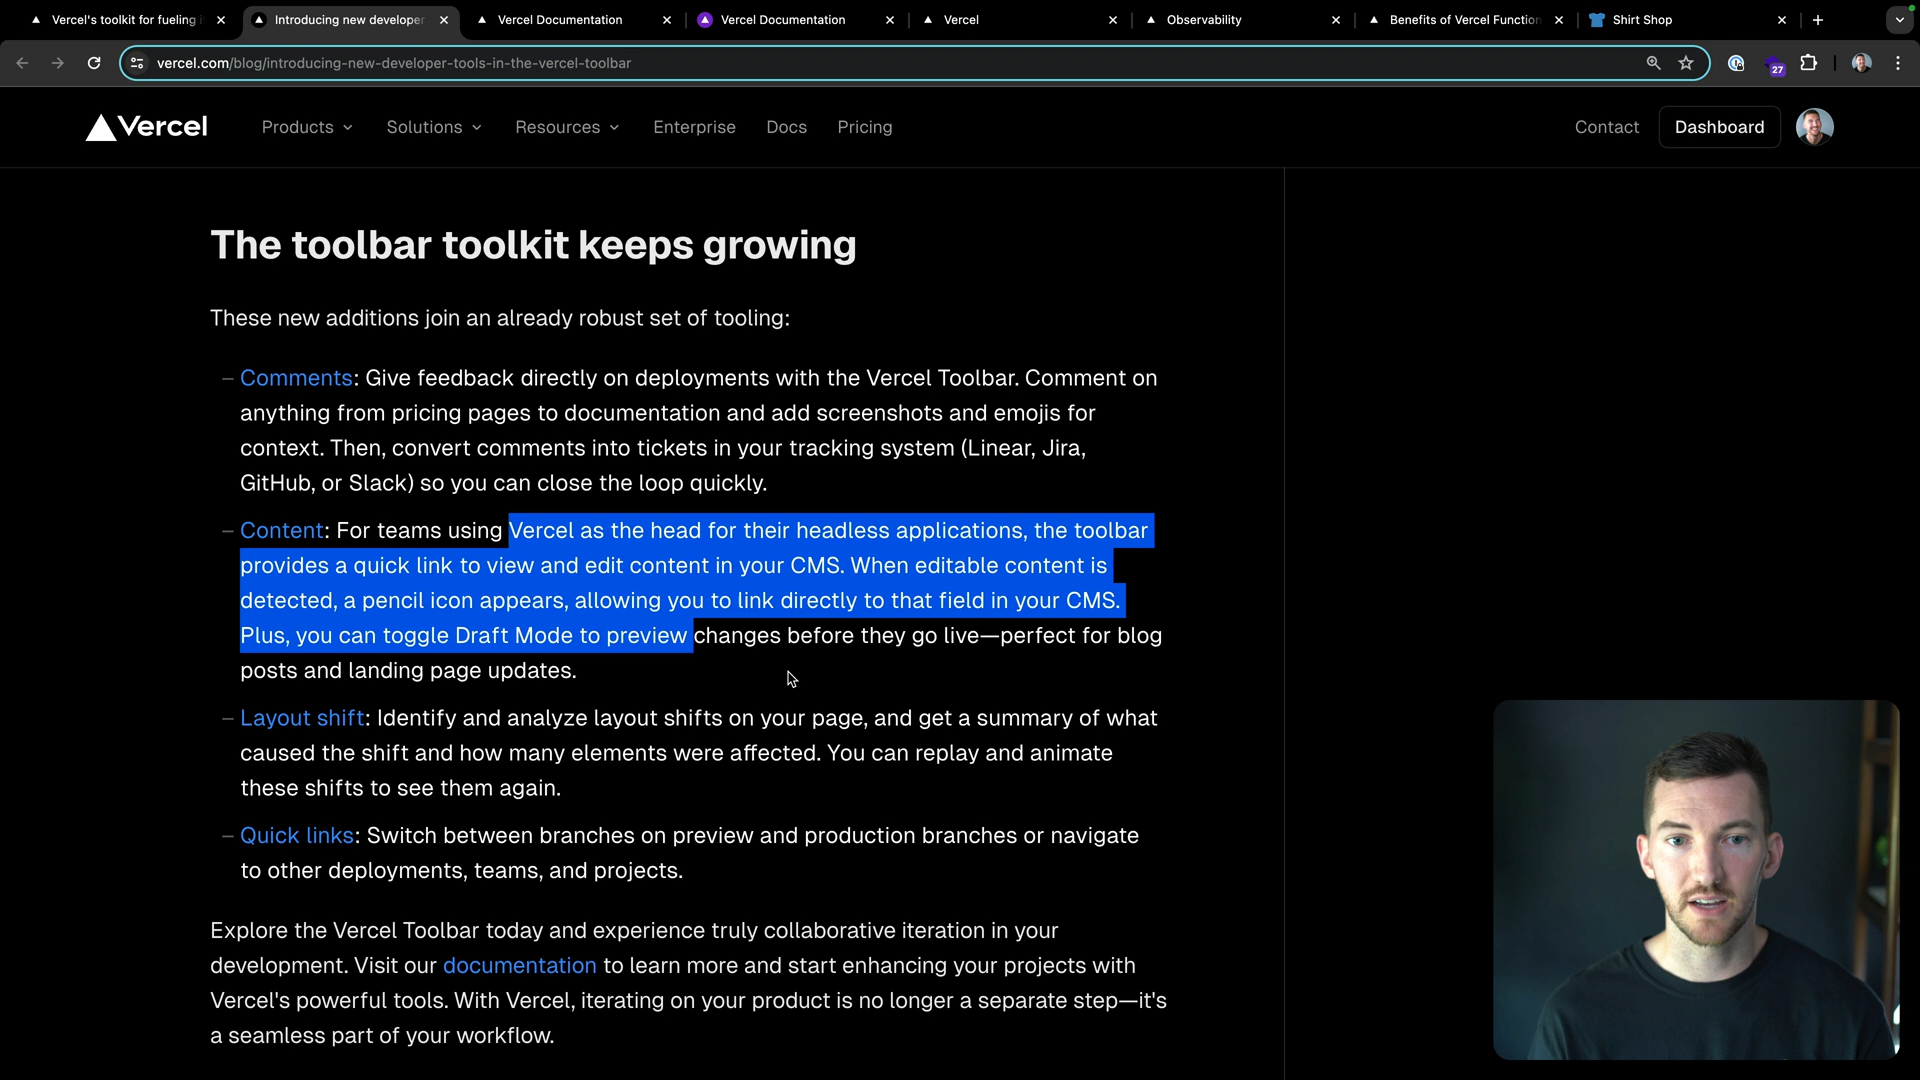 Vercel's toolkit for fueling i
Introducing new developer
Vercel Documentation
Vercel Documentation
Vercel
Observability
Benefits of Vercel Function
Shirt Shop
vercel.com/blog/introducing-new-developer-tools-in-the-vercel-toolbar
27
Vercel
Products
Solutions
Resources
Enterprise
Docs
Pricing
Contact
Dashboard
The toolbar toolkit keeps growing
These new additions join an already robust set of tooling:
– Comments: Give feedback directly on deployments with the Vercel Toolbar. Comment on
anything from pricing pages to documentation and add screenshots and emojis for
context. Then, convert comments into tickets in your tracking system (Linear, Jira,
GitHub, or Slack) so you can close the loop quickly.
– Content: For teams using Vercel as the head for their headless applications, the toolbar
provides a quick link to view and edit content in your CMS. When editable content is
detected, a pencil icon appears, allowing you to link directly to that field in your CMS.
Plus, you can toggle Draft Mode to preview changes before they go live—perfect for blog
posts and landing page updates.
– Layout shift: Identify and analyze layout shifts on your page, and get a summary of what
caused the shift and how many elements were affected. You can replay and animate
these shifts to see them again.
– Quick links: Switch between branches on preview and production branches or navigate
to other deployments, teams, and projects.
Explore the Vercel Toolbar today and experience truly collaborative iteration in your
development. Visit our documentation to learn more and start enhancing your projects with
Vercel's powerful tools. With Vercel, iterating on your product is no longer a separate step—it's
a seamless part of your workflow.